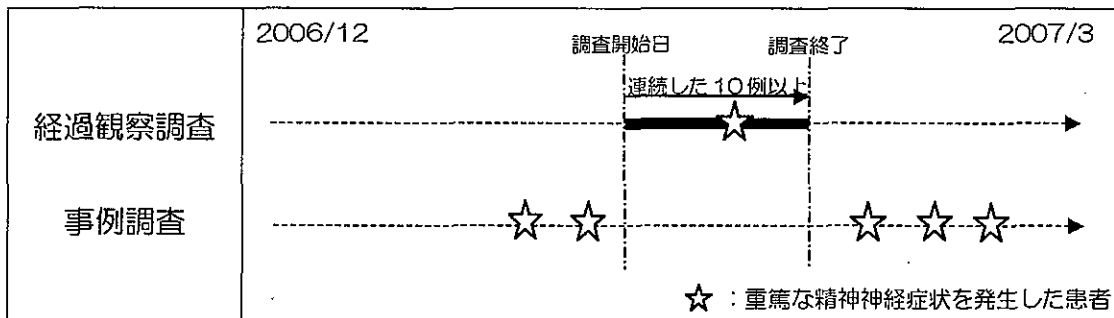 2006/12
2007/3
調査開始日
調査終了
連続した10例以上
経過観察調査
事例調査
☆：重篤な精神神経症状を発生した患者